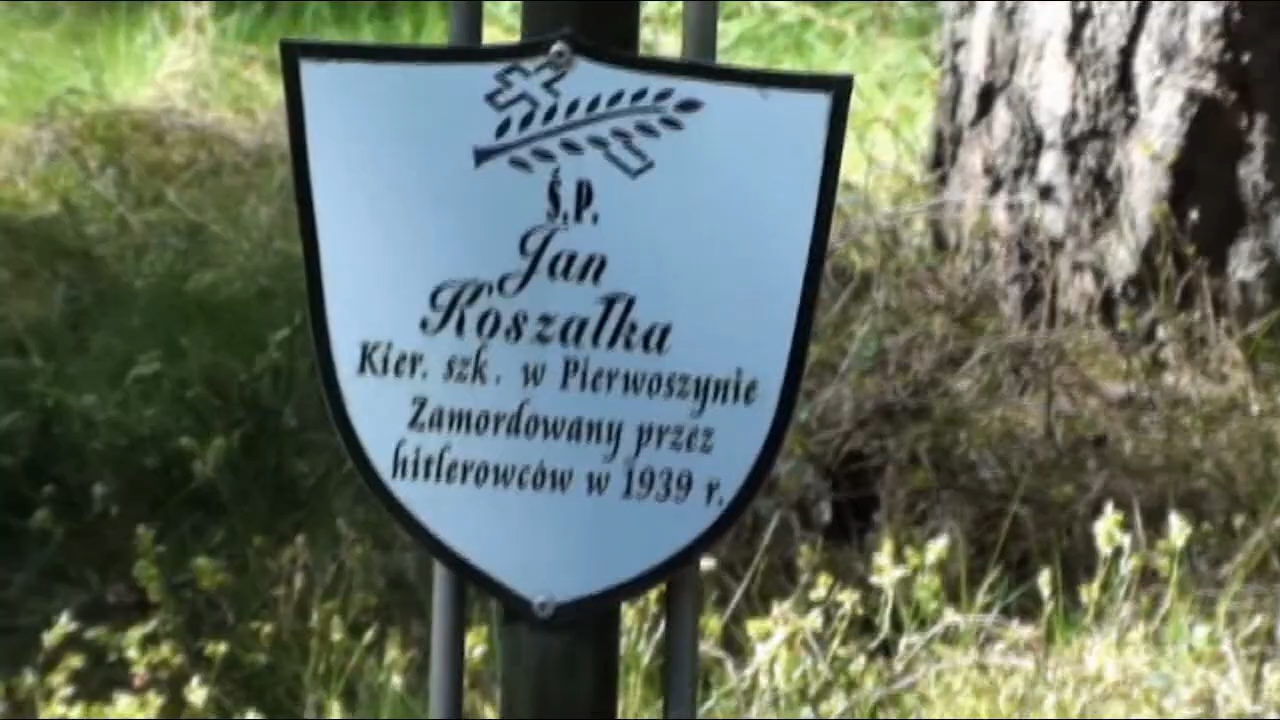 Ś.P.
Jan
Koszałka
Kier. szk. w Pierwoszynie
Zamordowany przez
hitlerowców w 1939 r.